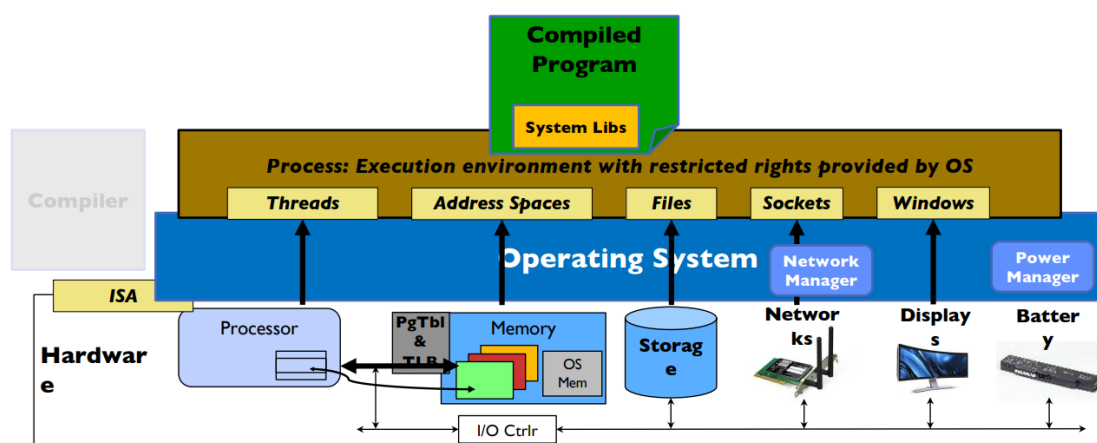 Compiled
Program
System Libs
Process: Execution environment with restricted rights provided by OS
Compiler
Threads
Address Spaces
Files
Sockets
Windows
Operating System
Network
Manager
Power
Manager
ISA
Hardwar
e
Processor
PgTbl
&
TLB
Memory
OS
Mem
Storag
e
Networ
ks
Display
s
Batter
y
I/O Ctrlr